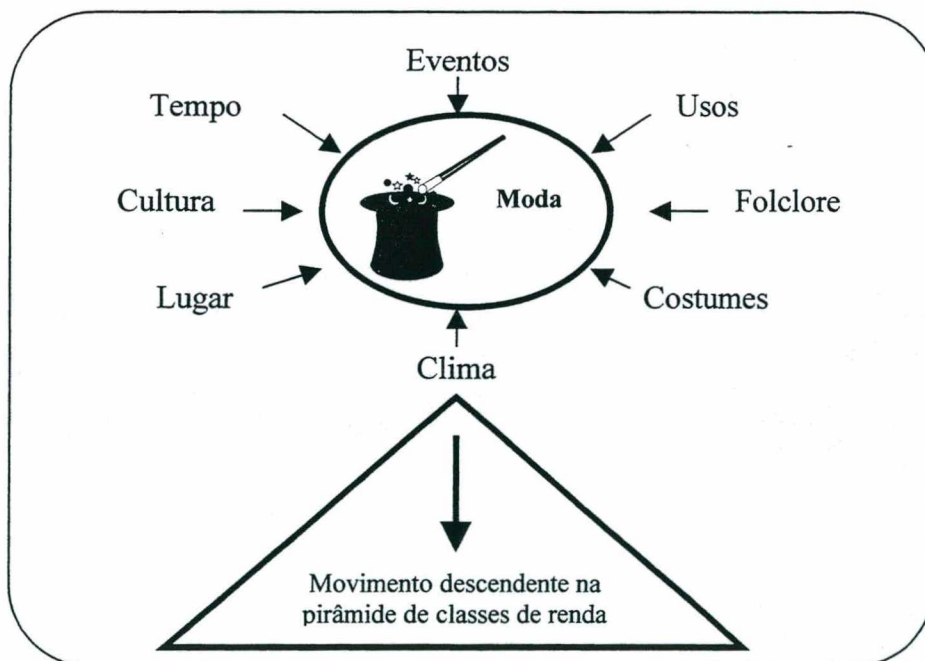 Eventos
Tempo
Usos
Cultura
Moda
Folclore
Lugar
Costumes
Clima
Movimento descendente na
pirâmide de classes de renda